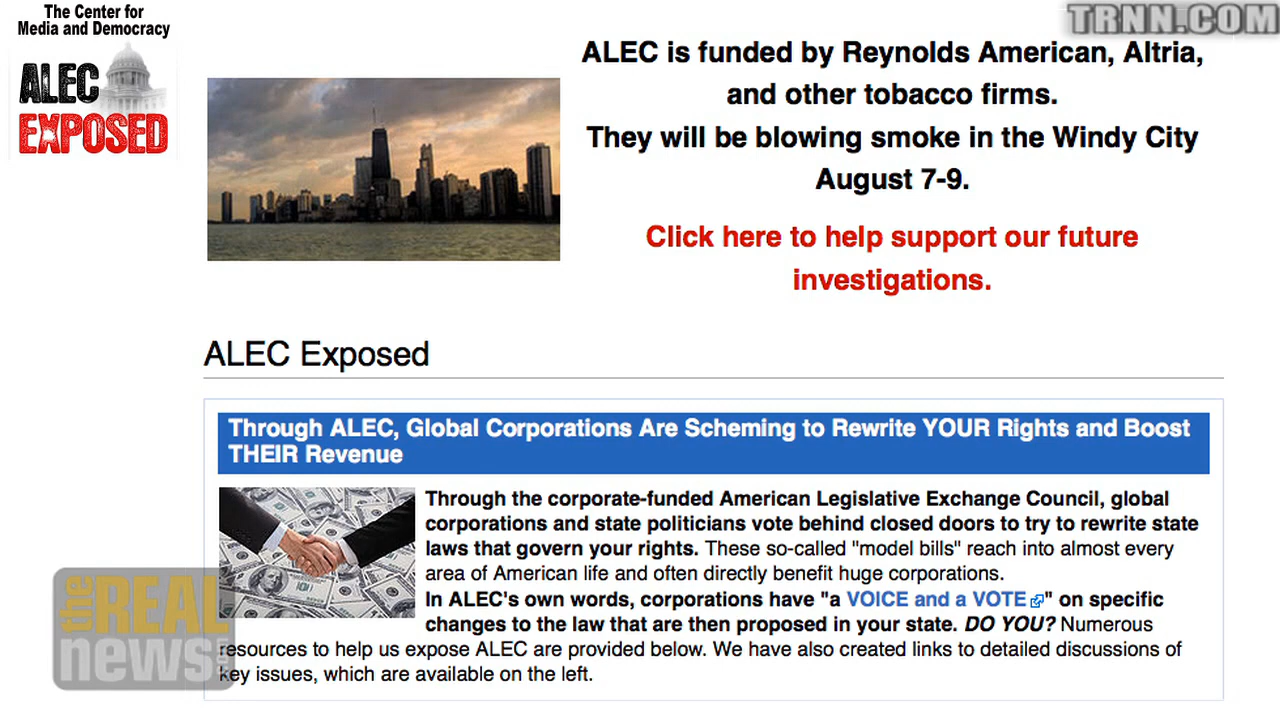 The Center for
Media and Democracy
ALEC
EXPOSED
TRNN.COM
ALEC is funded by Reynolds American, Altria,
and other tobacco firms.
They will be blowing smoke in the Windy City
August 7-9.
Click here to help support our future
investigations.
ALEC Exposed
Through ALEC, Global Corporations Are Scheming to Rewrite YOUR Rights and Boost
THEIR Revenue
Through the corporate-funded American Legislative Exchange Council, global
corporations and state politicians vote behind closed doors to try to rewrite state
laws that govern your rights. These so-called "model bills" reach into almost every
area of American life and often directly benefit huge corporations.
In ALEC's own words, corporations have "a VOICE and a VOTE" on specific
changes to the law that are then proposed in your state. DO YOU? Numerous
resources to help us expose ALEC are provided below. We have also created links to detailed discussions of
key issues, which are available on the left.
the REAL
news